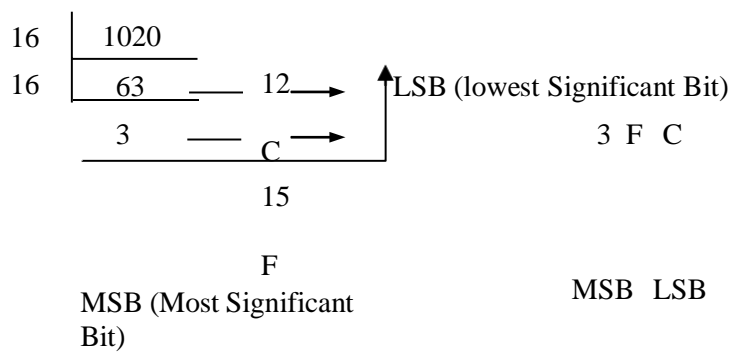 16 1020
16 63 12 LSB (lowest Significant Bit)
3 C 3 F C
15
F
MSB (Most Significant MSB LSB
Bit)